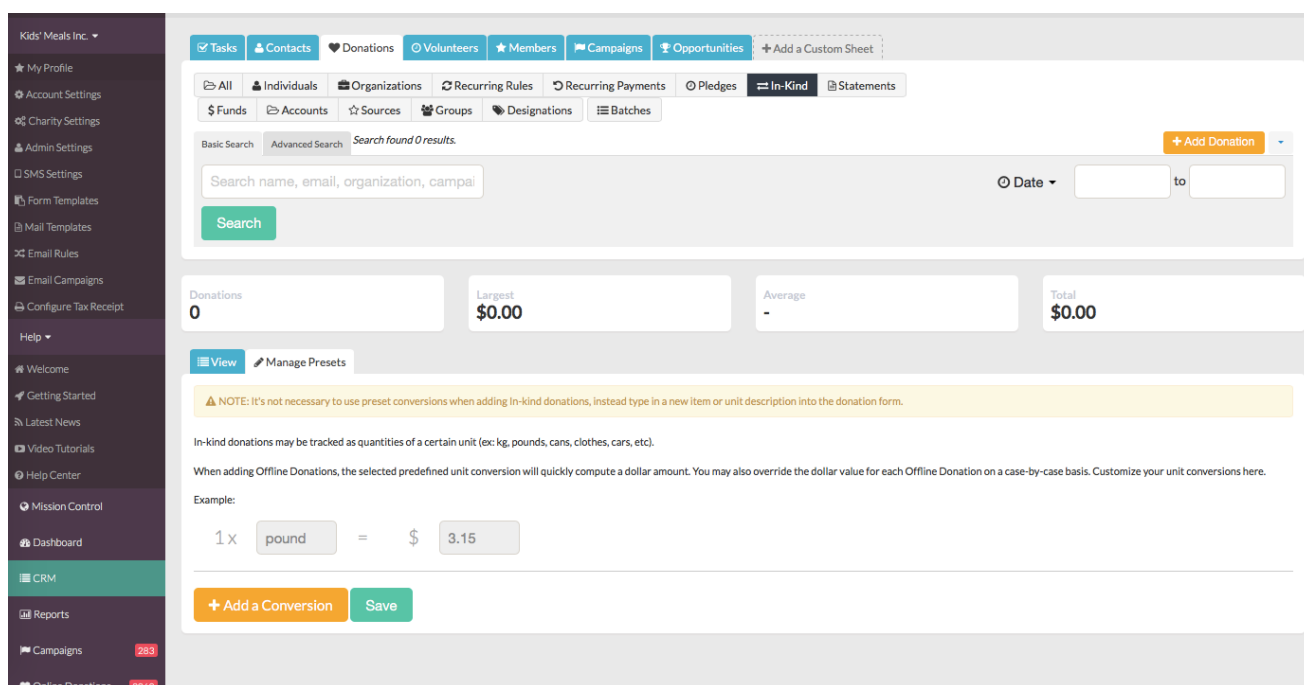 Kids' Meals Inc.
My Profile
Account Settings
Charity Settings
Admin Settings
SMS Settings
Form Templates
Mail Templates
Email Rules
Email Campaigns
Configure Tax Receipt
Help
Welcome
Getting Started
Latest News
Video Tutorials
Help Center
Mission Control
Dashboard
CRM
Reports
Campaigns 283
Tasks Contacts Donations Volunteers Members Campaigns Opportunities +Add a Custom Sheet
All Individuals Organizations Recurring Rules Recurring Payments Pledges In-Kind Statements
$ Funds Accounts Sources Groups Designations Batches
Basic Search Advanced Search Search found 0 results. + Add Donation
Search name, email, organization, campai Date to
Search
Donations Largest Average Total
0 $0.00 - $0.00
View Manage Presets
NOTE: It's not necessary to use preset conversions when adding In-kind donations, instead type in a new item or unit description into the donation form.
In-kind donations may be tracked as quantities of a certain unit (ex: kg, pounds, cans, clothes, cars, etc).
When adding Offline Donations, the selected predefined unit conversion will quickly compute a dollar amount. You may also override the dollar value for each Offline Donation on a case-by-case basis. Customize your unit conversions here.
Example:
1 x pound = $ 3.15
+ Add a Conversion Save